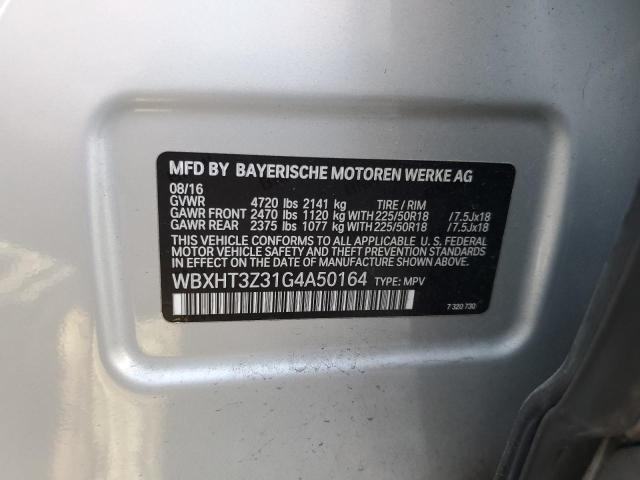 MFD BY BAYERISCHE MOTOREN WERKE AG
08/16
GVWR 4720 lbs 2141 kg TIRE / RIM
GAWR FRONT 2470 lbs 1120 kg WITH 225/50R18 /7.5Jx18
GAWR REAR 2375 lbs 1077 kg WITH 225/50R18 /7.5Jx18
THIS VEHICLE CONFORMS TO ALL APPLICABLE U. S. FEDERAL
MOTOR VEHICLE SAFETY AND THEFT PREVENTION STANDARDS
IN EFFECT ON THE DATE OF MANUFACTURE SHOWN ABOVE.
WBXHT3Z31G4A50164 TYPE: MPV
7 320 730